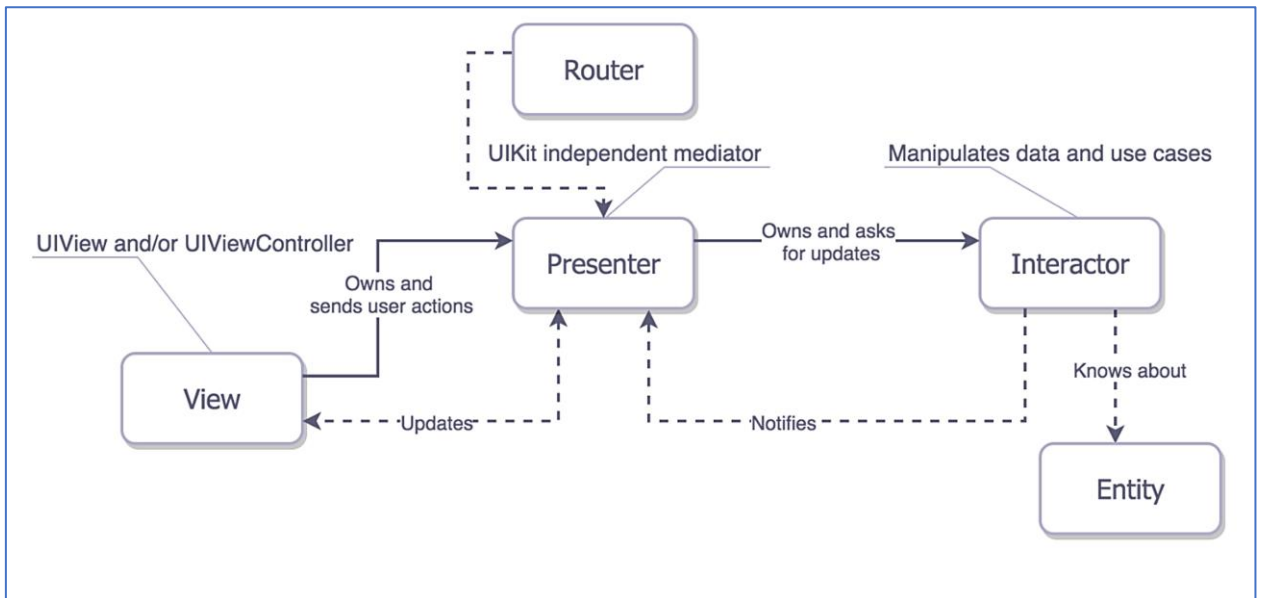 Router
UIKit independent mediator
Manipulates data and use cases
UIView and/or UIViewController
Owns and
sends user actions
Presenter
Owns and asks
for updates
Interactor
View
Updates
Notifies
Knows about
Entity